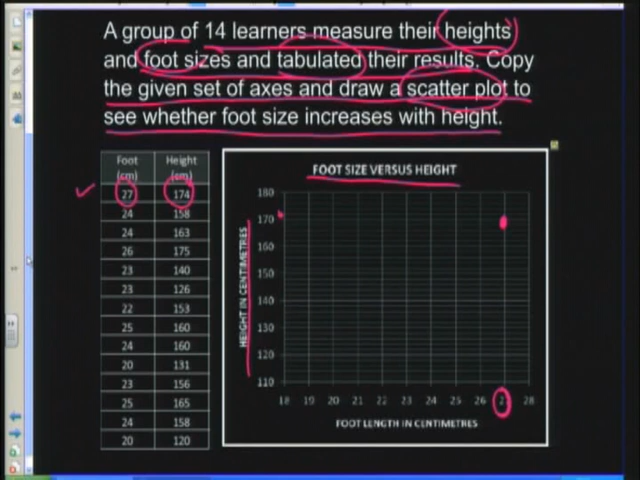 A group of 14 learners measure their heights
and foot sizes and tabulated their results. Copy
the given set of axes and draw a scatter plot to
see whether foot size increases with height.
Foot (cm) Height (cm)
27 174
24 158
24 163
26 175
23 140
23 126
22 153
25 160
24 160
20 131
23 156
25 165
24 158
20 120
FOOT SIZE VERSUS HEIGHT
HEIGHT IN CENTIMETRES
180
170
160
150
140
130
120
110
18 19 20 21 22 23 24 25 26 27 28
FOOT LENGTH IN CENTIMETRES